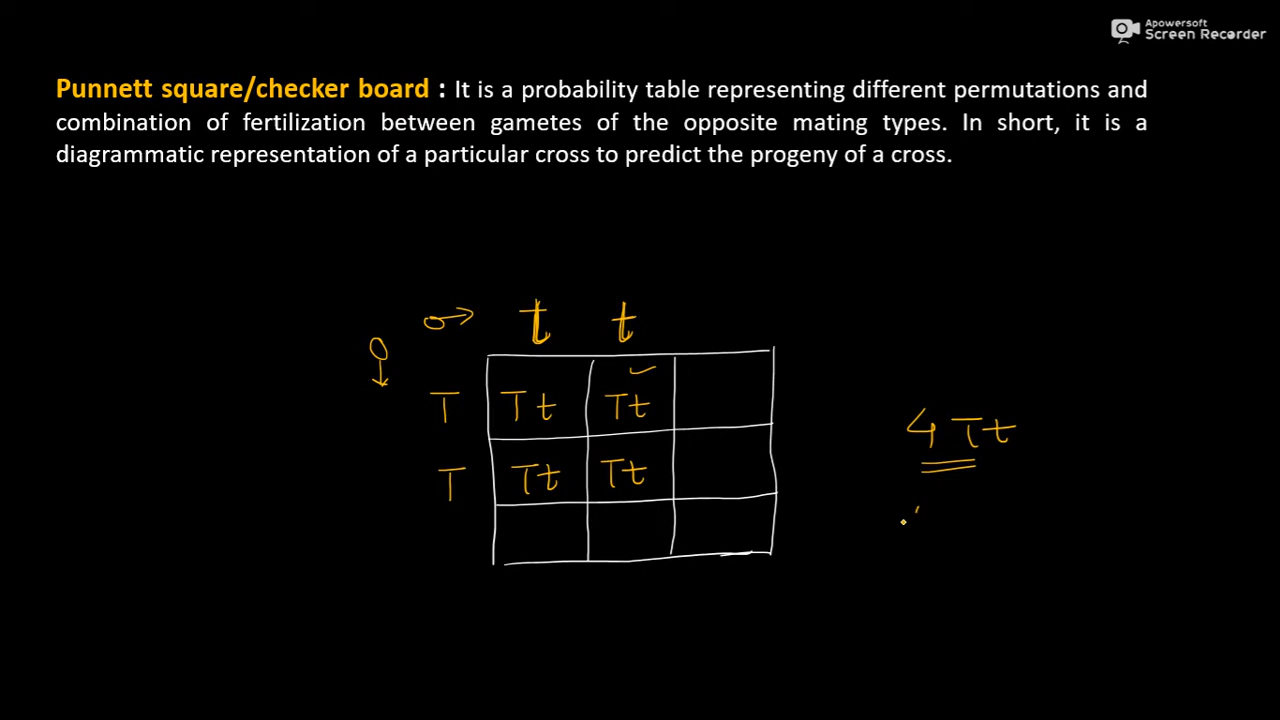 Apowersoft
Screen Recorder
Punnett square/checker board : It is a probability table representing different permutations and
combination of fertilization between gametes of the opposite mating types. In short, it is a
diagrammatic representation of a particular cross to predict the progeny of a cross.
t t
T Tt Tt
4 Tt
T Tt Tt